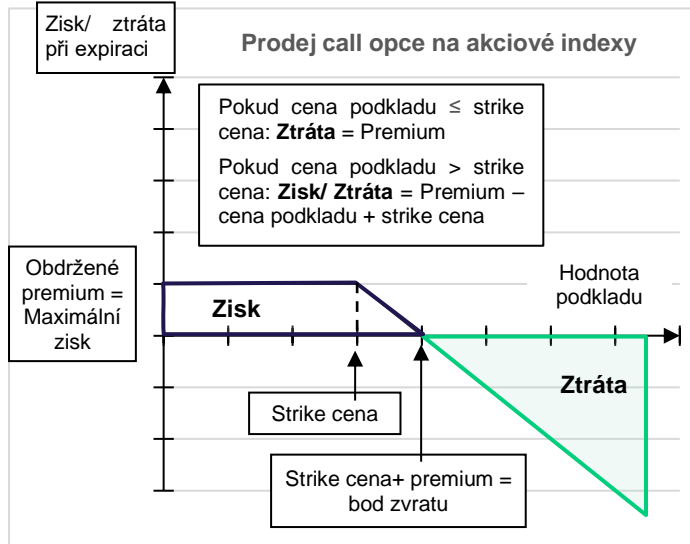 Zisk/ ztráta
při expiraci
Prodej call opce na akciové indexy
Pokud cena podkladu ≤ strike
cena: Ztráta = Premium
Pokud cena podkladu > strike
cena: Zisk/ Ztráta = Premium –
cena podkladu + strike cena
Obdržené
premium =
Maximální
zisk
Zisk
Hodnota
podkladu
Ztráta
Strike cena
Strike cena+ premium =
bod zvratu